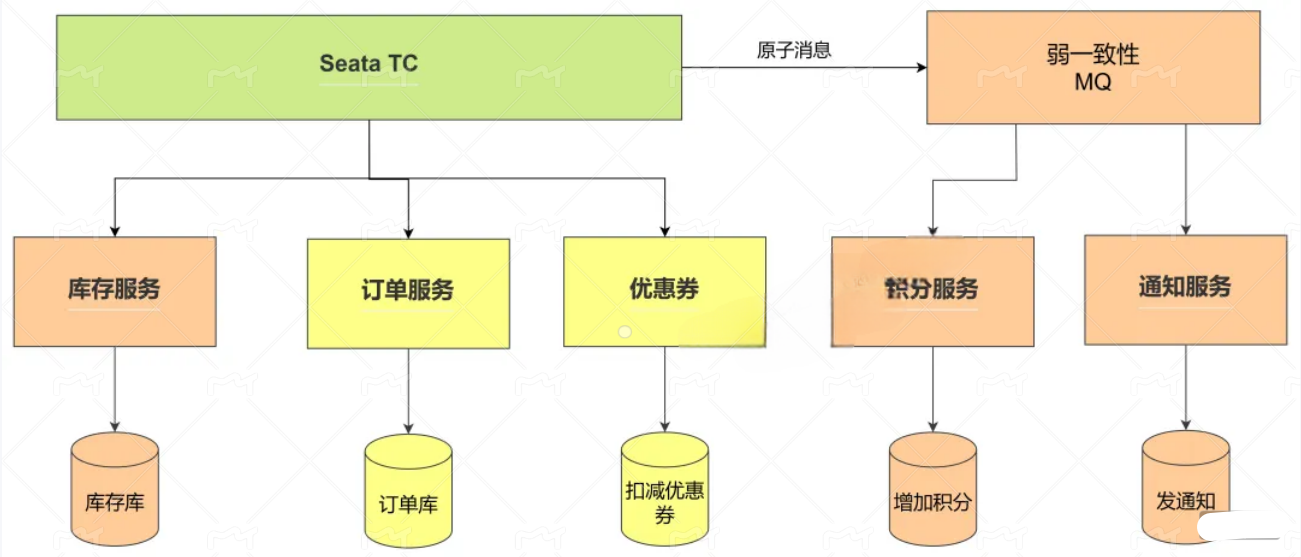 Seata TC
原子消息
弱一致性
MQ
库存服务
订单服务
优惠券
积分服务
通知服务
库存库
订单库
扣减优惠
券
增加积分
发通知